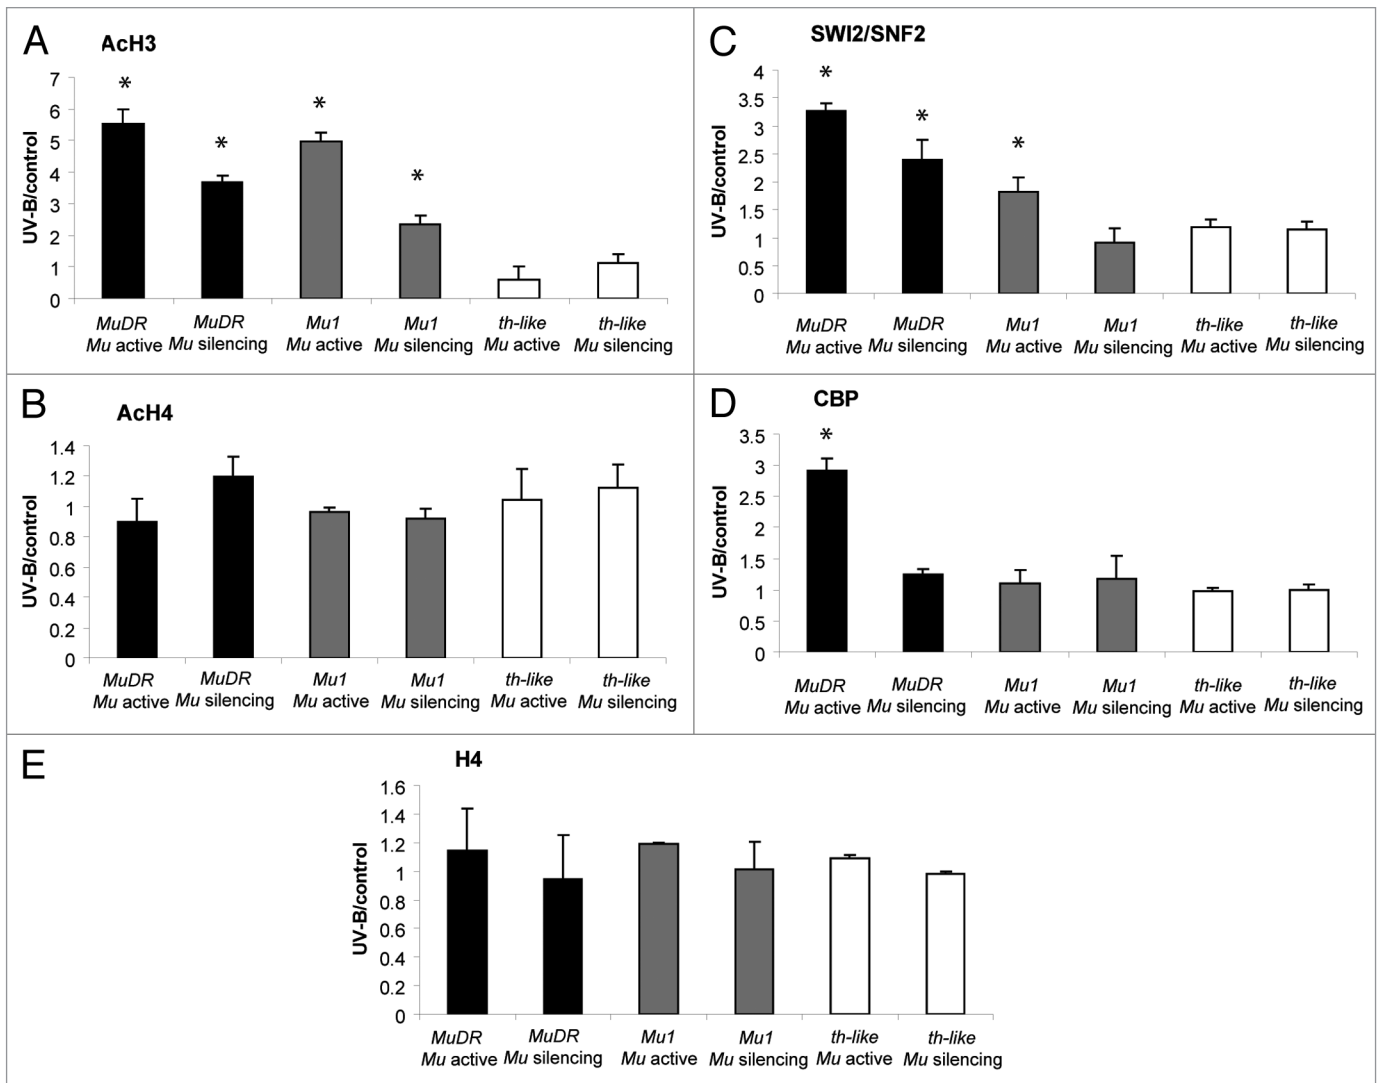 A
AcH3
UV-B/control
7
6
5
4
3
2
1
0
*
*
*
*
MuDR
Mu active
MuDR
Mu silencing
Mu1
Mu active
Mu1
Mu silencing
th-like
Mu active
th-like
Mu silencing
C
SWI2/SNF2
UV-B/control
4
3.5
3
2.5
2
1.5
1
0.5
0
*
*
*
MuDR
Mu active
MuDR
Mu silencing
Mu1
Mu active
Mu1
Mu silencing
th-like
Mu active
th-like
Mu silencing
B
AcH4
UV-B/control
1.4
1.2
1
0.8
0.6
0.4
0.2
0
MuDR
Mu active
MuDR
Mu silencing
Mu1
Mu active
Mu1
Mu silencing
th-like
Mu active
th-like
Mu silencing
D
CBP
UV-B/control
3.5
3
2.5
2
1.5
1
0.5
0
*
MuDR
Mu active
MuDR
Mu silencing
Mu1
Mu active
Mu1
Mu silencing
th-like
Mu active
th-like
Mu silencing
E
H4
UV-B/control
1.6
1.4
1.2
1
0.8
0.6
0.4
0.2
0
MuDR
Mu active
MuDR
Mu silencing
Mu1
Mu active
Mu1
Mu silencing
th-like
Mu active
th-like
Mu silencing